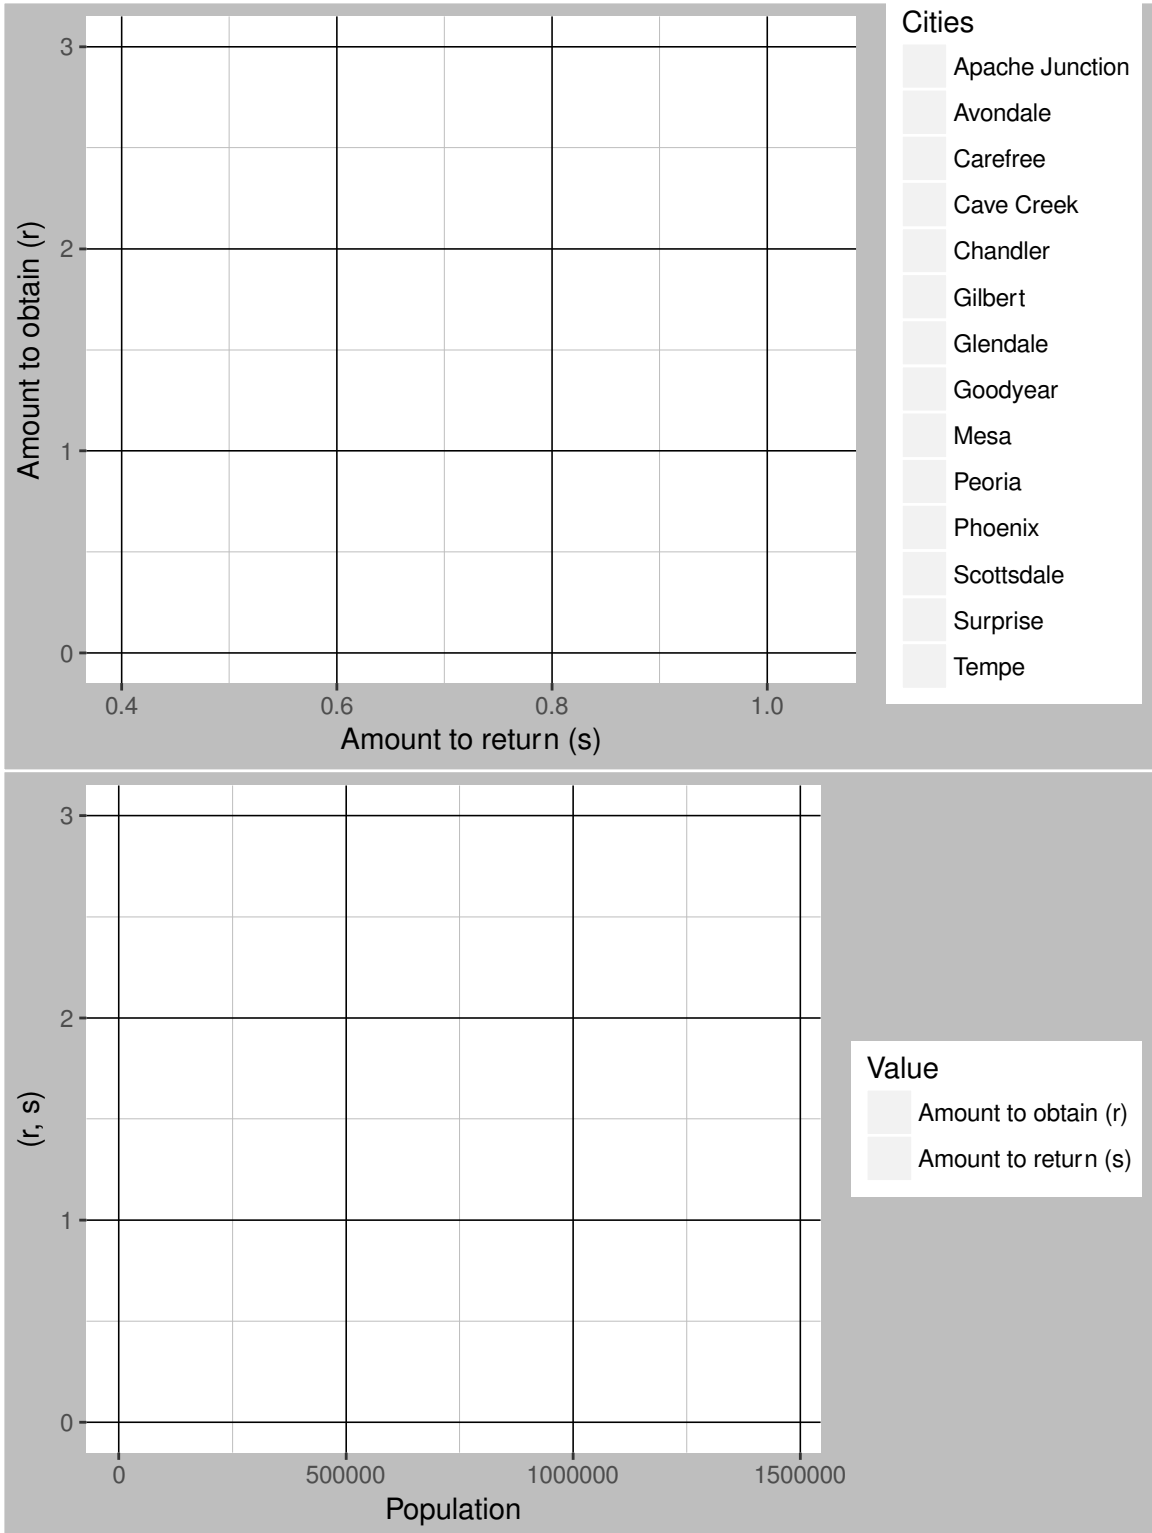 Cities
Apache Junction
Avondale
Carefree
Cave Creek
Chandler
Gilbert
Glendale
Goodyear
Mesa
Peoria
Phoenix
Scottsdale
Surprise
Tempe
Amount to obtain (r)
3
2
1
0
0.4 0.6 0.8 1.0
Amount to return (s)
(r, s)
3
2
1
0
0 500000 1000000 1500000
Population
Value
Amount to obtain (r)
Amount to return (s)